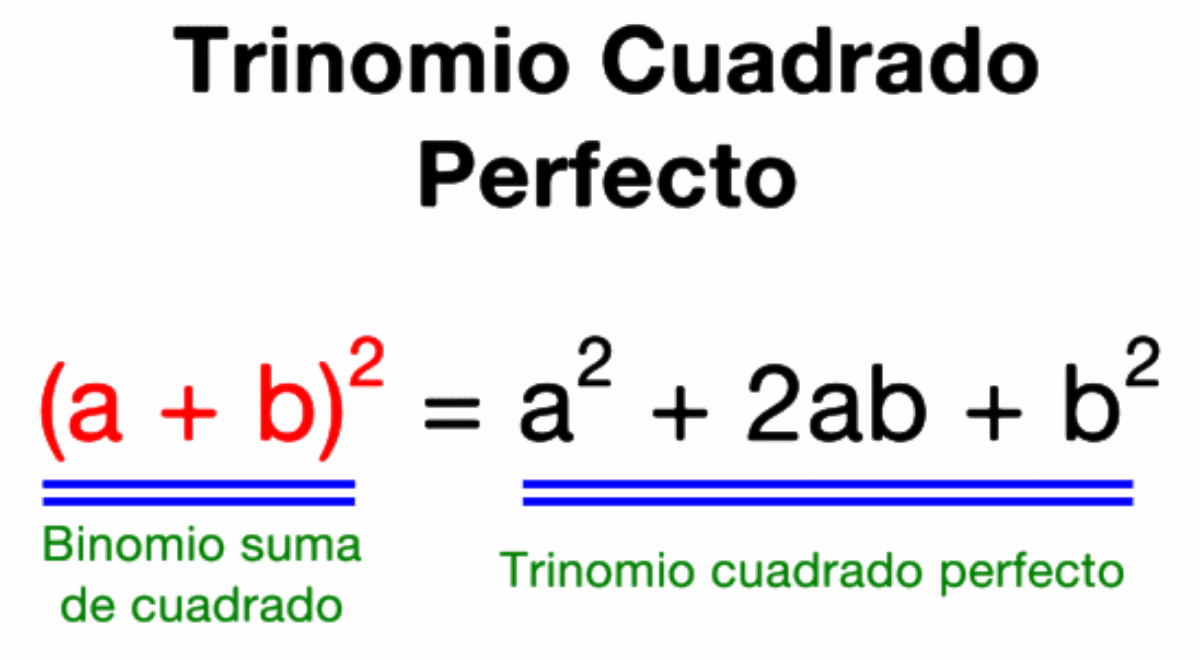 Trinomio Cuadrado
Perfecto
(a + b)² = a² + 2ab + b²
Binomio suma
de cuadrado
Trinomio cuadrado perfecto